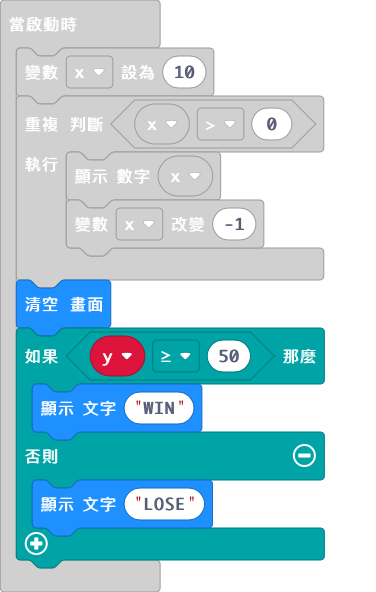 當啟動時
變數 x 設為 10
重複 判斷 x > 0
執行
顯示 數字 x
變數 x 改變 -1
清空 畫面
如果 y ≥ 50 那麼
顯示 文字 "WIN"
否則
顯示 文字 "LOSE"